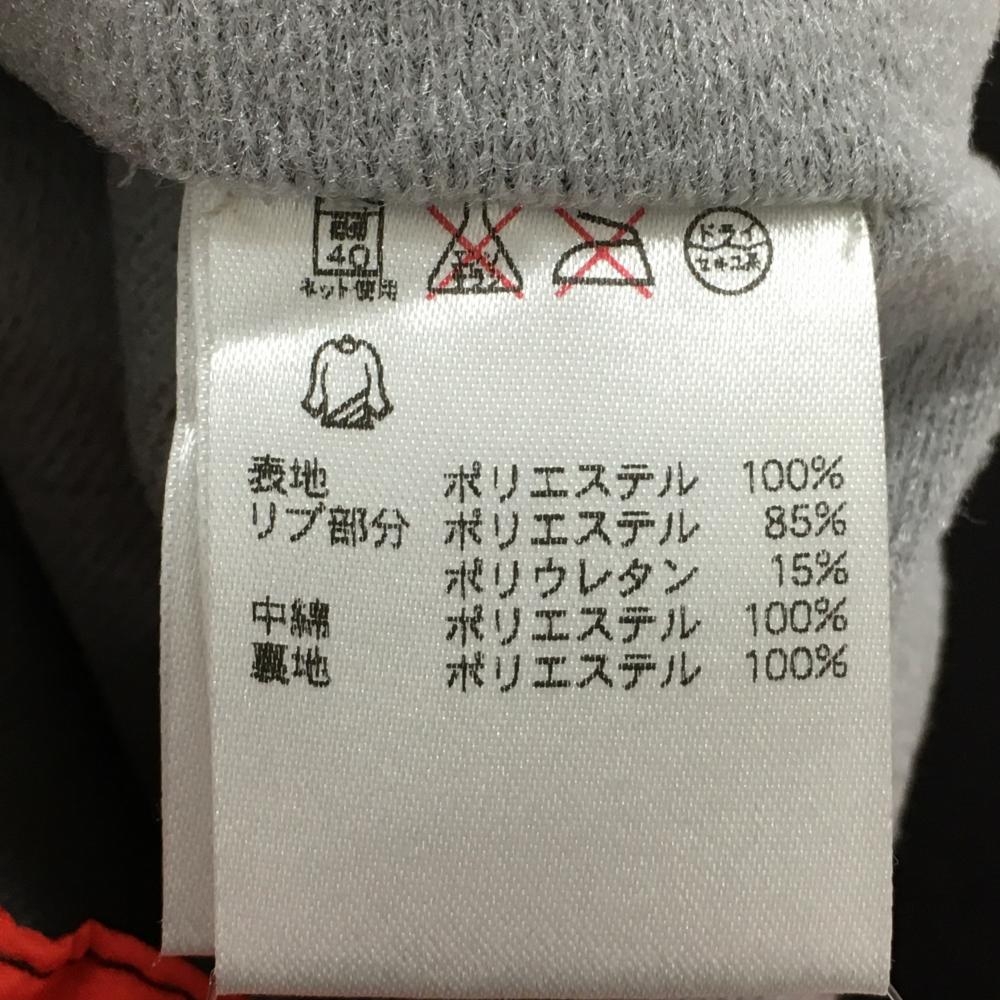 弱
40
ネット使用
エンソ
サラシ
ドライ
セキユ系
表地 ポリエステル 100%
リブ部分 ポリエステル 85%
ポリウレタン 15%
中綿 ポリエステル 100%
裏地 ポリエステル 100%